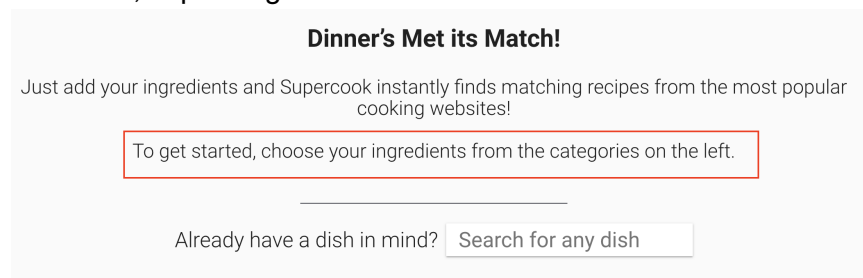 Dinner's Met its Match!
Just add your ingredients and Supercook instantly finds matching recipes from the most popular
cooking websites!
To get started, choose your ingredients from the categories on the left.
Already have a dish in mind? Search for any dish